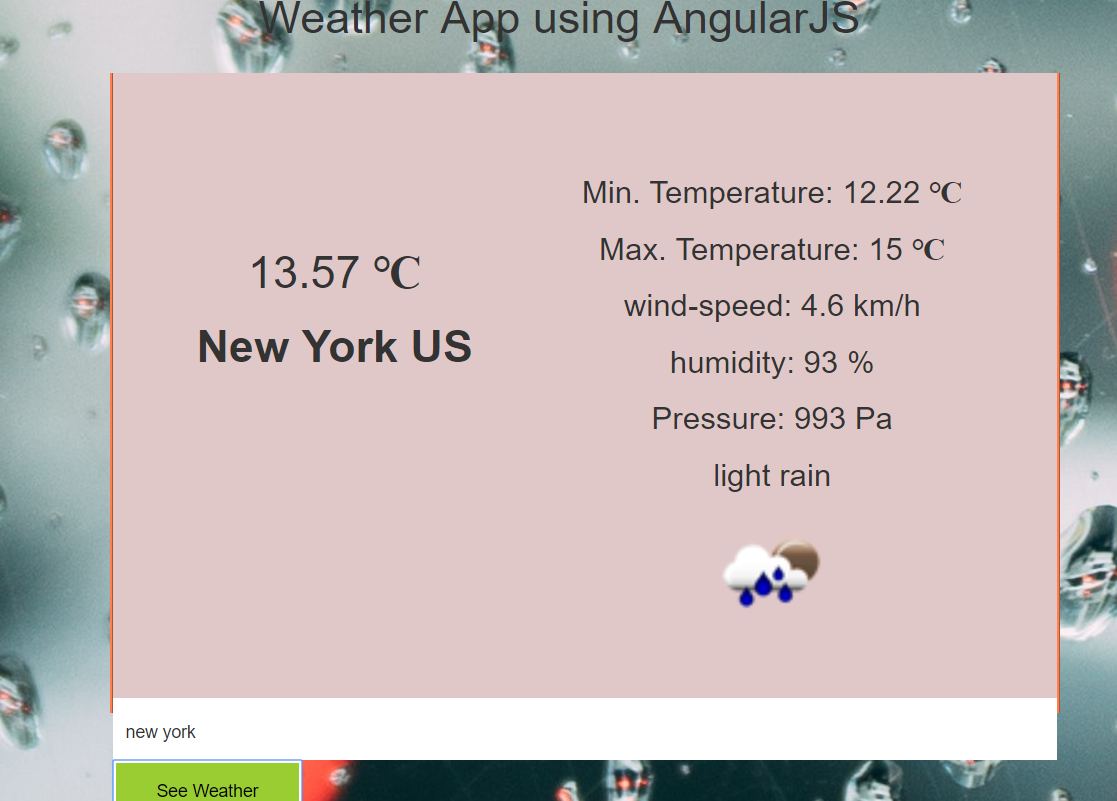 Weather App using AngularJS
13.57 °C
New York US
Min. Temperature: 12.22 °C
Max. Temperature: 15 °C
wind-speed: 4.6 km/h
humidity: 93 %
Pressure: 993 Pa
light rain
new york
See Weather